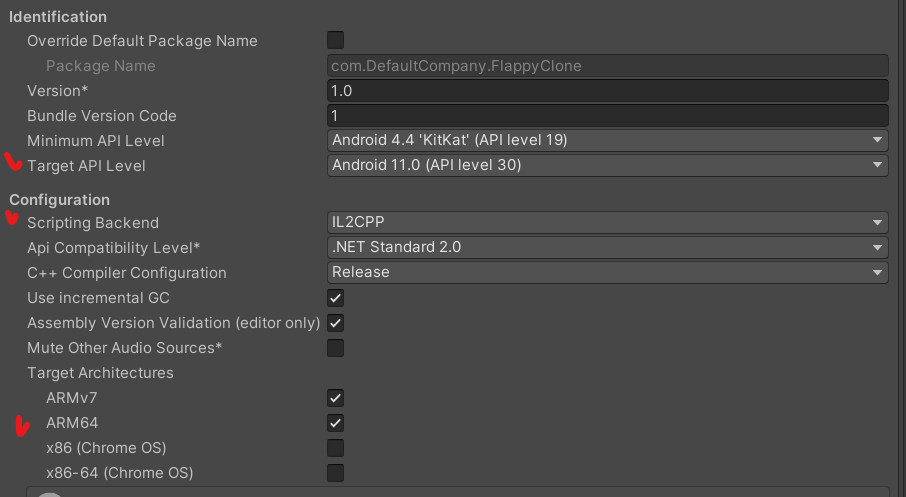 Identification
Override Default Package Name
Package Name com.DefaultCompany.FlappyClone
Version* 1.0
Bundle Version Code 1
Minimum API Level Android 4.4 'KitKat' (API level 19)
Target API Level Android 11.0 (API level 30)
Configuration
Scripting Backend IL2CPP
Api Compatibility Level* .NET Standard 2.0
C++ Compiler Configuration Release
Use incremental GC
Assembly Version Validation (editor only)
Mute Other Audio Sources*
Target Architectures
ARMv7
ARM64
x86 (Chrome OS)
x86-64 (Chrome OS)